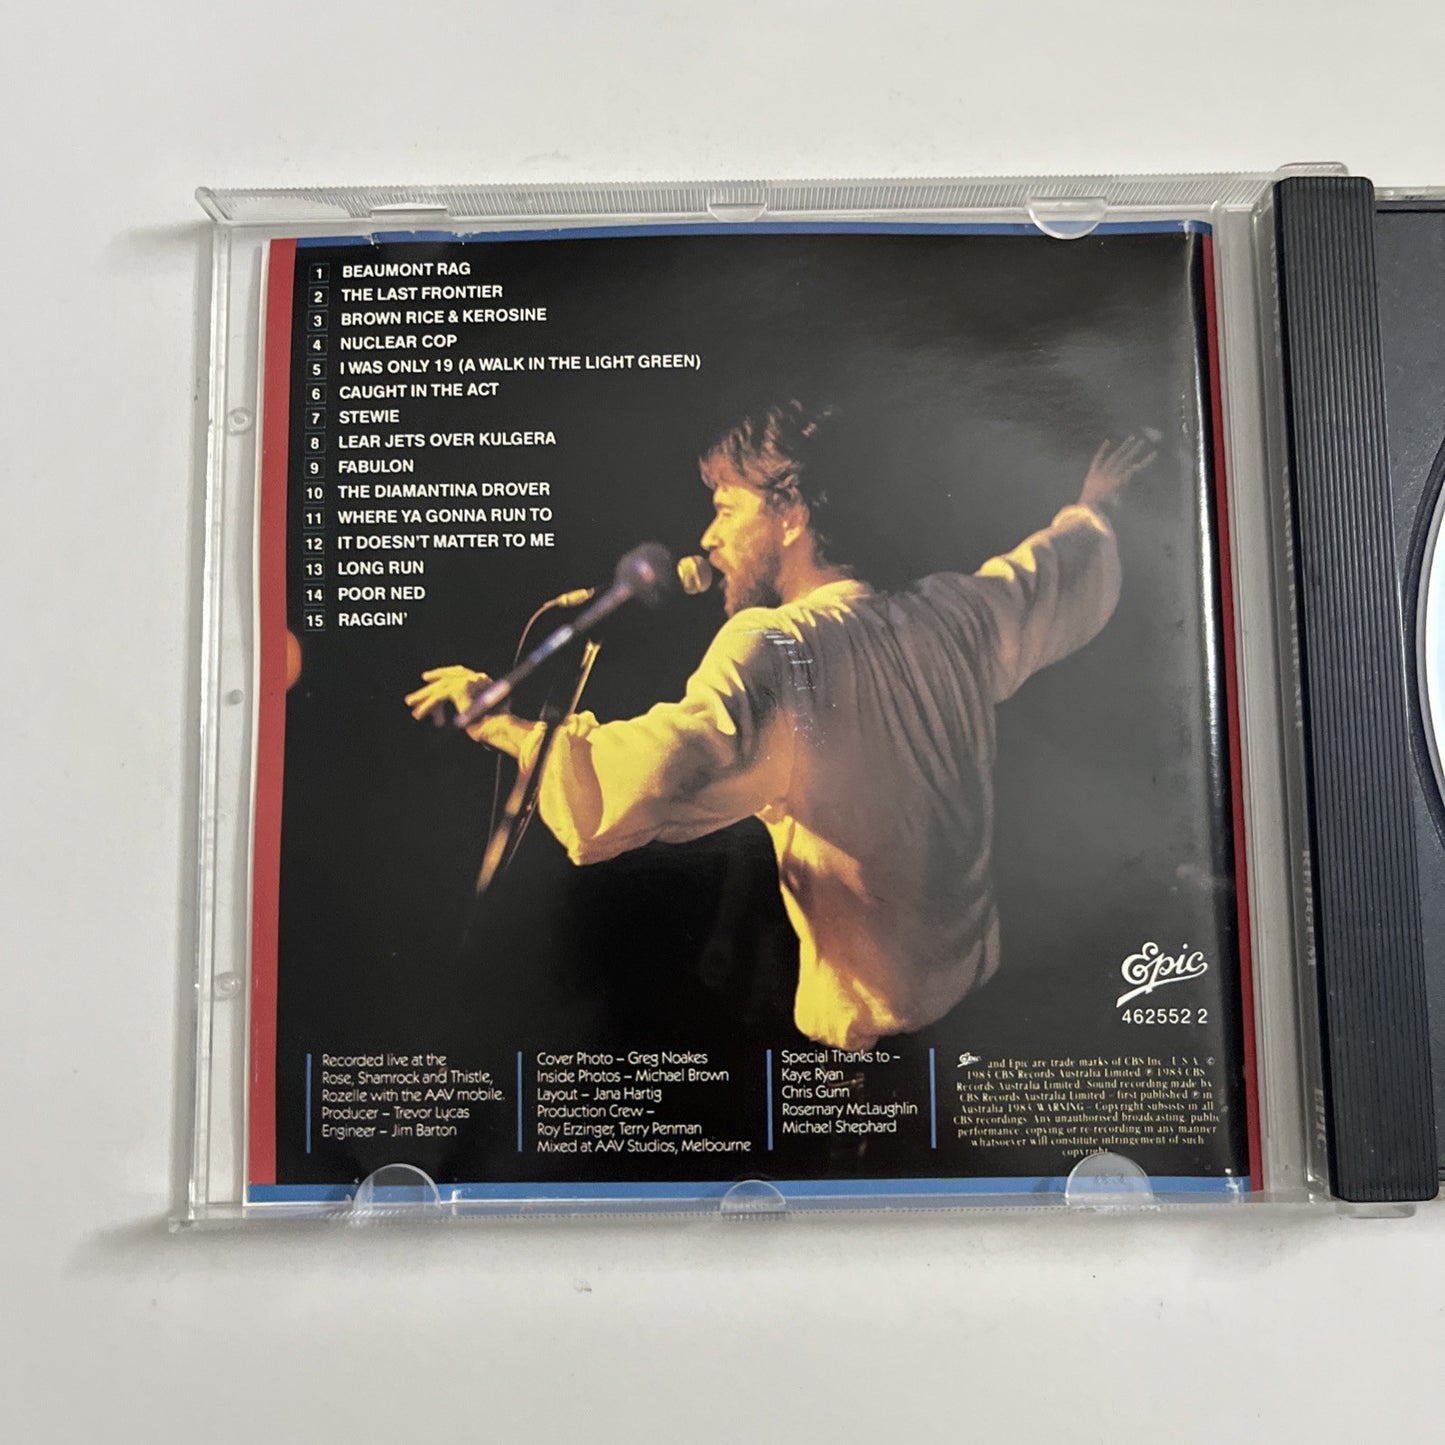 1 BEAUMONT RAG
2 THE LAST FRONTIER
3 BROWN RICE & KEROSINE
4 NUCLEAR COP
5 I WAS ONLY 19 (A WALK IN THE LIGHT GREEN)
6 CAUGHT IN THE ACT
7 STEWIE
8 LEAR JETS OVER KULGERA
9 FABULON
10 THE DIAMANTINA DROVER
11 WHERE YA GONNA RUN TO
12 IT DOESN'T MATTER TO ME
13 LONG RUN
14 POOR NED
15 RAGGIN'
Epic
462552 2
Recorded live at the
Rose, Shamrock and Thistle,
Rozelle with the AAV mobile.
Producer – Trevor Lucas
Engineer – Jim Barton
Cover Photo – Greg Noakes
Inside Photos – Michael Brown
Layout – Jana Hartig
Production Crew –
Roy Erzinger, Terry Penman
Mixed at AAV Studios, Melbourne
Special Thanks to –
Kaye Ryan
Chris Gunn
Rosemary McLaughlin
Michael Shephard
Epic and Epic are trade marks of CBS Inc. U.S.A. ©
1983 CBS Records Australia Limited ℗ 1983 CBS
Records Australia Limited. Sound recording made by
CBS Records Australia Limited – first published ℗ in
Australia 1983 WARNING – Copyright subsists in all
CBS recordings. Any unauthorised broadcasting, public
performance, copying or re-recording in any manner
whatsoever will constitute infringement of such
copyright.
CAUGHT IN THE ACT
REDGUM
EPIC